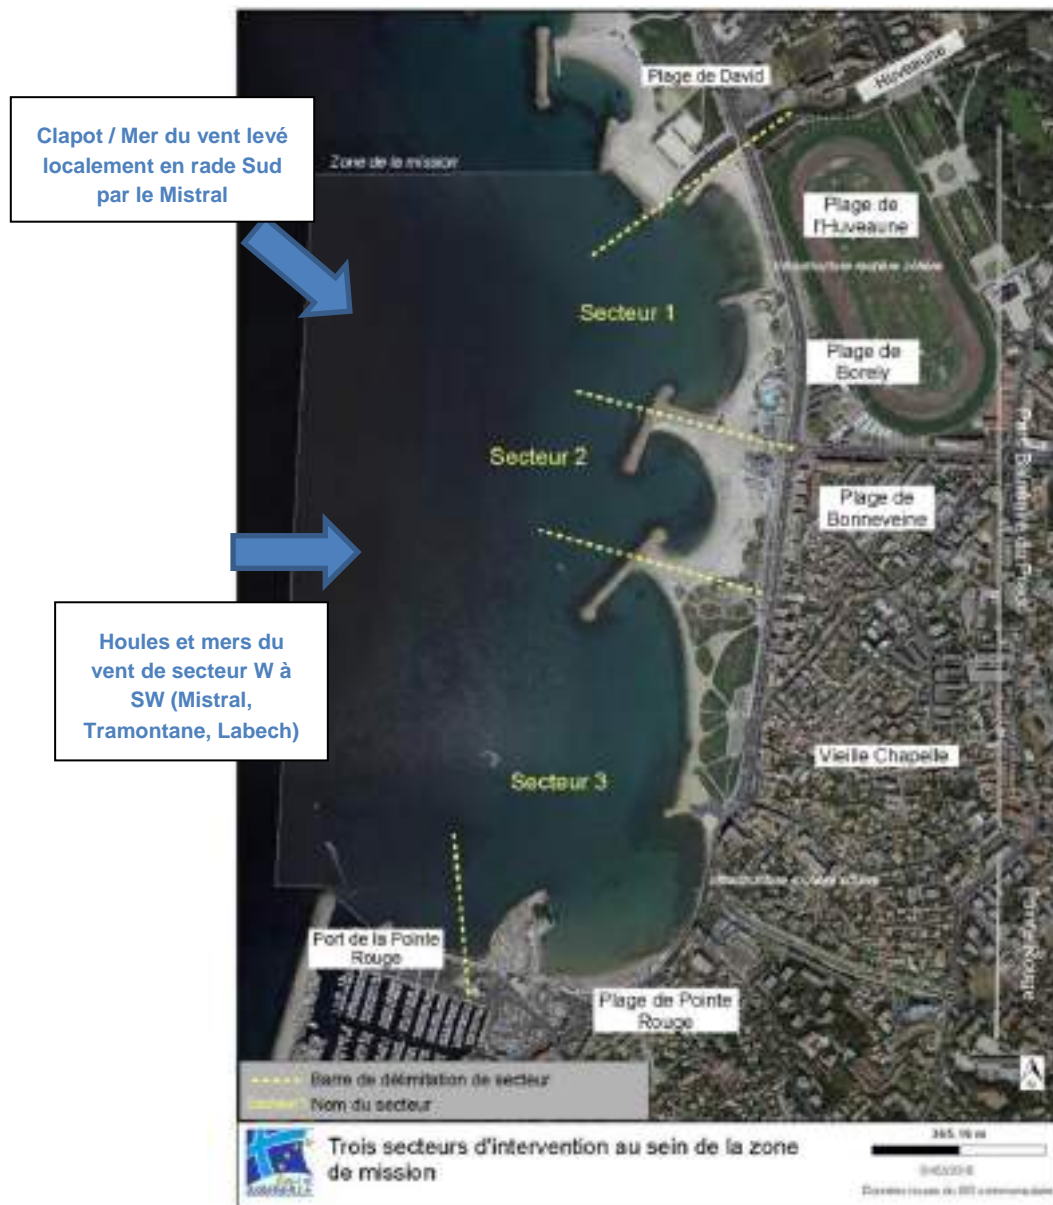 Plage de David
Huveaune
Clapot / Mer du vent levé
localement en rade Sud
par le Mistral
Zone de la mission
Plage de
l'Huveaune
Secteur 1
Plage de
Borely
Secteur 2
Plage de
Bonneveine
Houles et mers du
vent de secteur W à
SW (Mistral,
Tramontane, Labech)
Vieille Chapelle
Secteur 3
Port de la Pointe
Rouge
Plage de Pointe
Rouge
Barre de délimitation de secteur
Nom du secteur
Trois secteurs d'intervention au sein de la zone
de mission